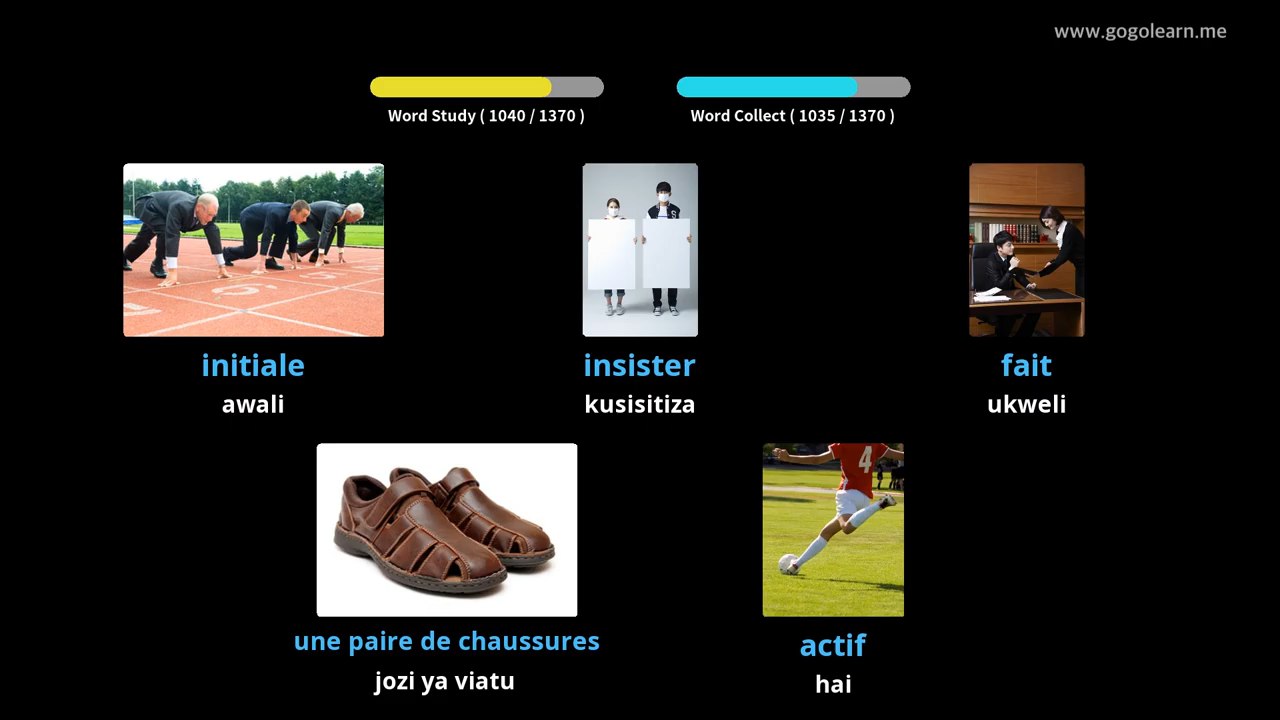 www.gogolearn.me
Word Study ( 1040 / 1370 )
Word Collect ( 1035 / 1370 )
initiale
awali
insister
kusisitiza
fait
ukweli
4
une paire de chaussures
jozi ya viatu
actif
hai